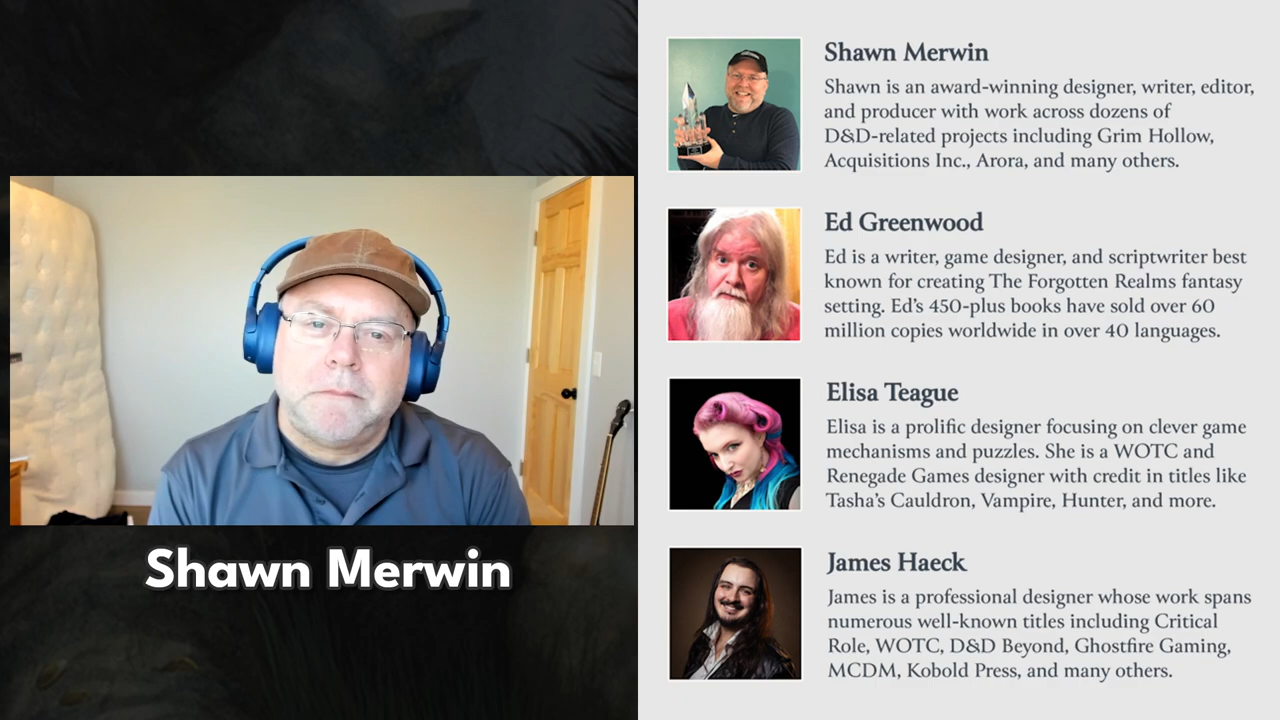 Shawn Merwin
Shawn Merwin
Shawn is an award-winning designer, writer, editor,
and producer with work across dozens of
D&D-related projects including Grim Hollow,
Acquisitions Inc., Arora, and many others.
Ed Greenwood
Ed is a writer, game designer, and scriptwriter best
known for creating The Forgotten Realms fantasy
setting. Ed's 450-plus books have sold over 60
million copies worldwide in over 40 languages.
Elisa Teague
Elisa is a prolific designer focusing on clever game
mechanisms and puzzles. She is a WOTC and
Renegade Games designer with credit in titles like
Tasha's Cauldron, Vampire, Hunter, and more.
James Haeck
James is a professional designer whose work spans
numerous well-known titles including Critical
Role, WOTC, D&D Beyond, Ghostfire Gaming,
MCDM, Kobold Press, and many others.